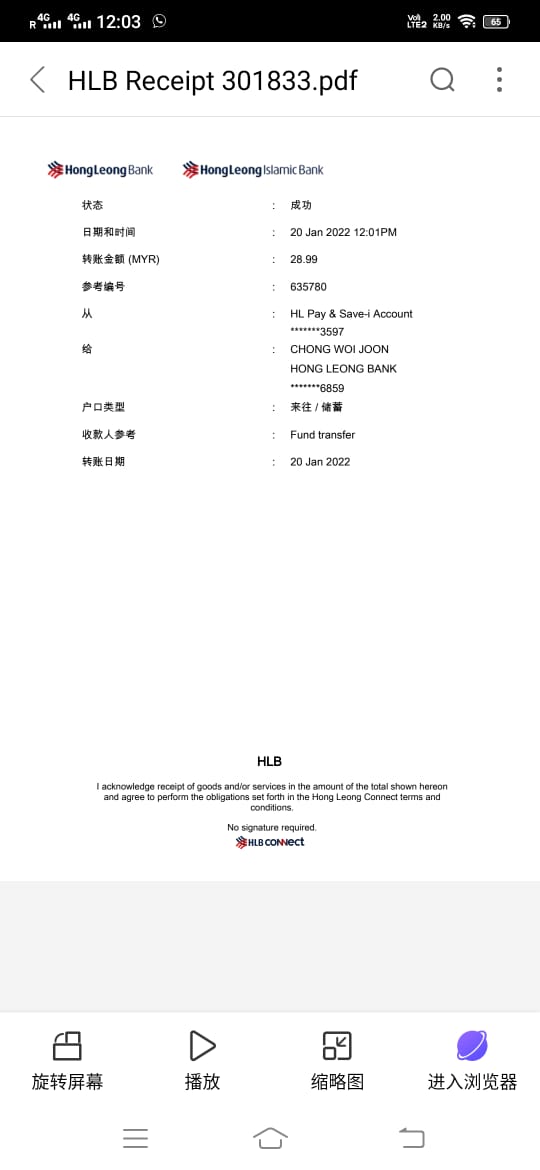 R 4G 4G 12:03 Vo) LTE2 2.00 KB/s 65
HLB Receipt 301833.pdf
HongLeong Bank HongLeong Islamic Bank
状态 : 成功
日期和时间 : 20 Jan 2022 12:01PM
转账金额 (MYR) : 28.99
参考编号 : 635780
从 : HL Pay & Save-i Account
*******3597
给 : CHONG WOI JOON
HONG LEONG BANK
*******6859
户口类型 : 来往 / 储蓄
收款人参考 : Fund transfer
转账日期 : 20 Jan 2022
HLB
I acknowledge receipt of goods and/or services in the amount of the total shown hereon
and agree to perform the obligations set forth in the Hong Leong Connect terms and
conditions.
No signature required.
HLB CONNect
旋转屏幕 播放 缩略图 进入浏览器